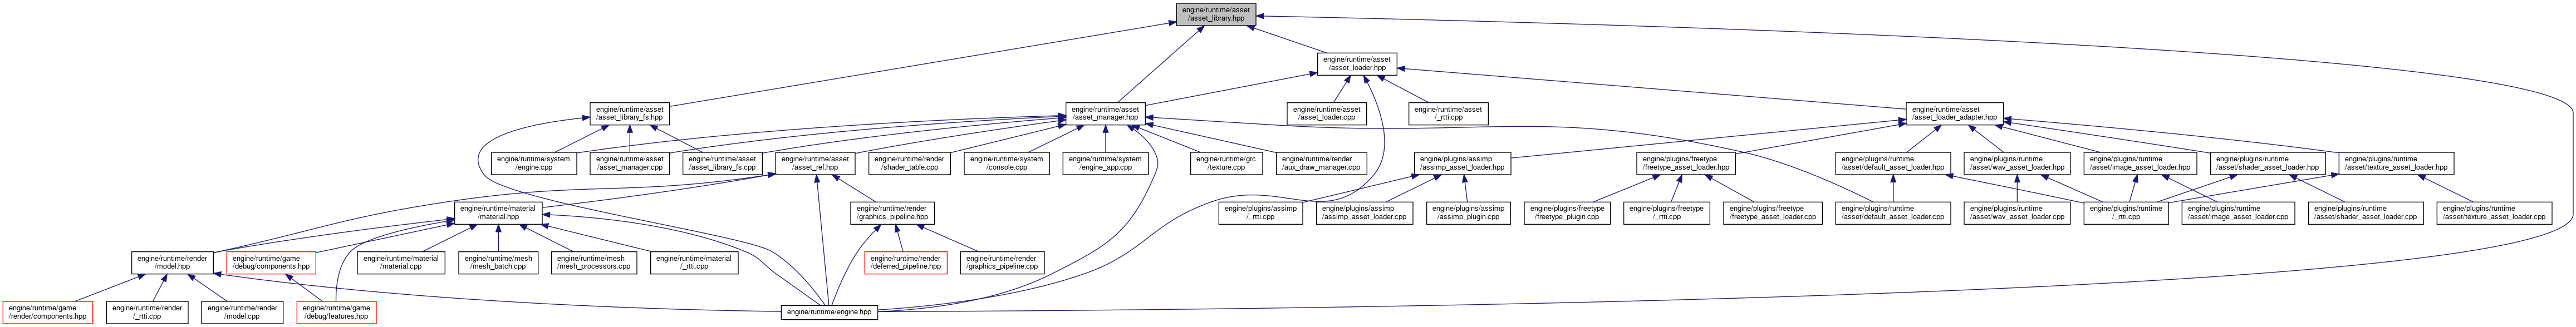 engine/runtime/asset
/asset_library.hpp
engine/runtime/asset
/asset_loader.hpp
engine/runtime/asset
/asset_library_fs.hpp
engine/runtime/asset
/asset_manager.hpp
engine/runtime/asset
/asset_loader.cpp
engine/runtime/asset
/_rtti.cpp
engine/runtime/asset
/asset_loader_adapter.hpp
engine/runtime/system
/engine.cpp
engine/runtime/asset
/asset_manager.cpp
engine/runtime/asset
/asset_library_fs.cpp
engine/runtime/asset
/asset_ref.hpp
engine/runtime/render
/shader_table.cpp
engine/runtime/system
/console.cpp
engine/runtime/system
/engine_app.cpp
engine/runtime/grc
/texture.cpp
engine/runtime/render
/aux_draw_manager.cpp
engine/plugins/assimp
/assimp_asset_loader.hpp
engine/plugins/freetype
/freetype_asset_loader.hpp
engine/plugins/runtime
/asset/default_asset_loader.hpp
engine/plugins/runtime
/asset/wav_asset_loader.hpp
engine/plugins/runtime
/asset/image_asset_loader.hpp
engine/plugins/runtime
/asset/shader_asset_loader.hpp
engine/plugins/runtime
/asset/texture_asset_loader.hpp
engine/runtime/material
/material.hpp
engine/runtime/render
/graphics_pipeline.hpp
engine/plugins/assimp
/_rtti.cpp
engine/plugins/assimp
/assimp_asset_loader.cpp
engine/plugins/assimp
/assimp_plugin.cpp
engine/plugins/freetype
/freetype_plugin.cpp
engine/plugins/freetype
/_rtti.cpp
engine/plugins/freetype
/freetype_asset_loader.cpp
engine/plugins/runtime
/asset/default_asset_loader.cpp
engine/plugins/runtime
/asset/wav_asset_loader.cpp
engine/plugins/runtime
/_rtti.cpp
engine/plugins/runtime
/asset/image_asset_loader.cpp
engine/plugins/runtime
/asset/shader_asset_loader.cpp
engine/plugins/runtime
/asset/texture_asset_loader.cpp
engine/runtime/render
/model.hpp
engine/runtime/game
/debug/components.hpp
engine/runtime/material
/material.cpp
engine/runtime/mesh
/mesh_batch.cpp
engine/runtime/mesh
/mesh_processors.cpp
engine/runtime/material
/_rtti.cpp
engine/runtime/render
/deferred_pipeline.hpp
engine/runtime/render
/graphics_pipeline.cpp
engine/runtime/game
/render/components.hpp
engine/runtime/render
/_rtti.cpp
engine/runtime/render
/model.cpp
engine/runtime/game
/debug/features.hpp
engine/runtime/engine.hpp